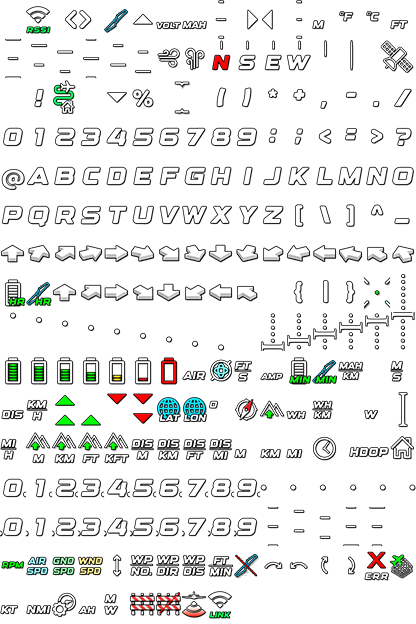 RSSI VOLT MAH M °F °C FT
N S E W
! % ( ) * + , - . /
0 1 2 3 4 5 6 7 8 9 : ; < = > ?
@ A B C D E F G H I J K L M N O
P Q R S T U V W X Y Z [ \ ] ^ _
HR HR { | }
AIR FT/S AMP MIN MIN MAH/KM M/S
DIS KM/H LAT LON ° WH WH/KM W
MI/H M KM FT KFT DIS/M DIS/KM DIS/FT DIS/MI M KM MI HOOP
0. 1. 2. 3. 4. 5. 6. 7. 8. 9.
.0 .1 .2 .3 .4 .5 .6 .7 .8 .9
RPM AIR SPD GND SPD WND SPD WP NO. WP DIR WP DIS FT/MIN ERR
KT NMI AH M/W LINK